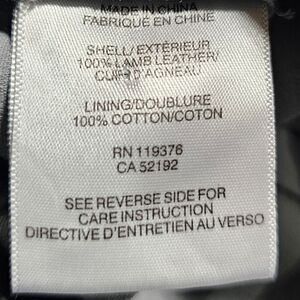 MADE IN CHINA
FABRIQUÉ EN CHINE
SHELL/EXTÉRIEUR
100% LAMB LEATHER/
CUIR D'AGNEAU
LINING/DOUBLURE
100% COTTON/COTON
RN 119376
CA 52192
SEE REVERSE SIDE FOR
CARE INSTRUCTION
DIRECTIVE D'ENTRETIEN AU VERSO